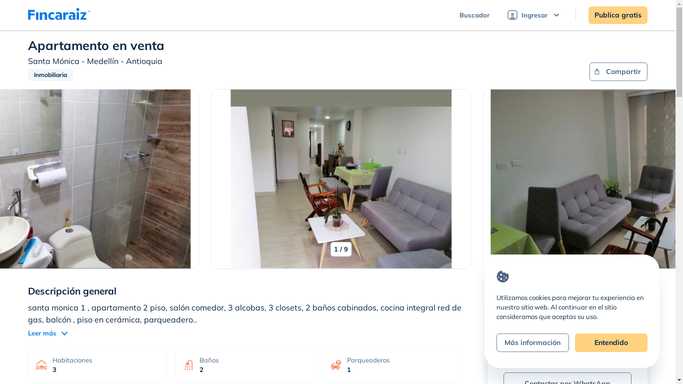 Fincaraiz
Buscador
Ingresar
Publica gratis
Apartamento en venta
Santa Mónica - Medellín - Antioquia
Inmobiliaria
Compartir
1 / 9
Descripción general
santa monica 1 , apartamento 2 piso, salón comedor, 3 alcobas, 3 closets, 2 baños cabinados, cocina integral red de
gas, balcón , piso en cerámica, parqueadero..
Leer más
Habitaciones
3
Baños
2
Parqueaderos
1
Utilizamos cookies para mejorar tu experiencia en
nuestro sitio web. Al continuar en el sitio
consideramos que aceptas su uso.
Más información
Entendido
Contactar por WhatsApp